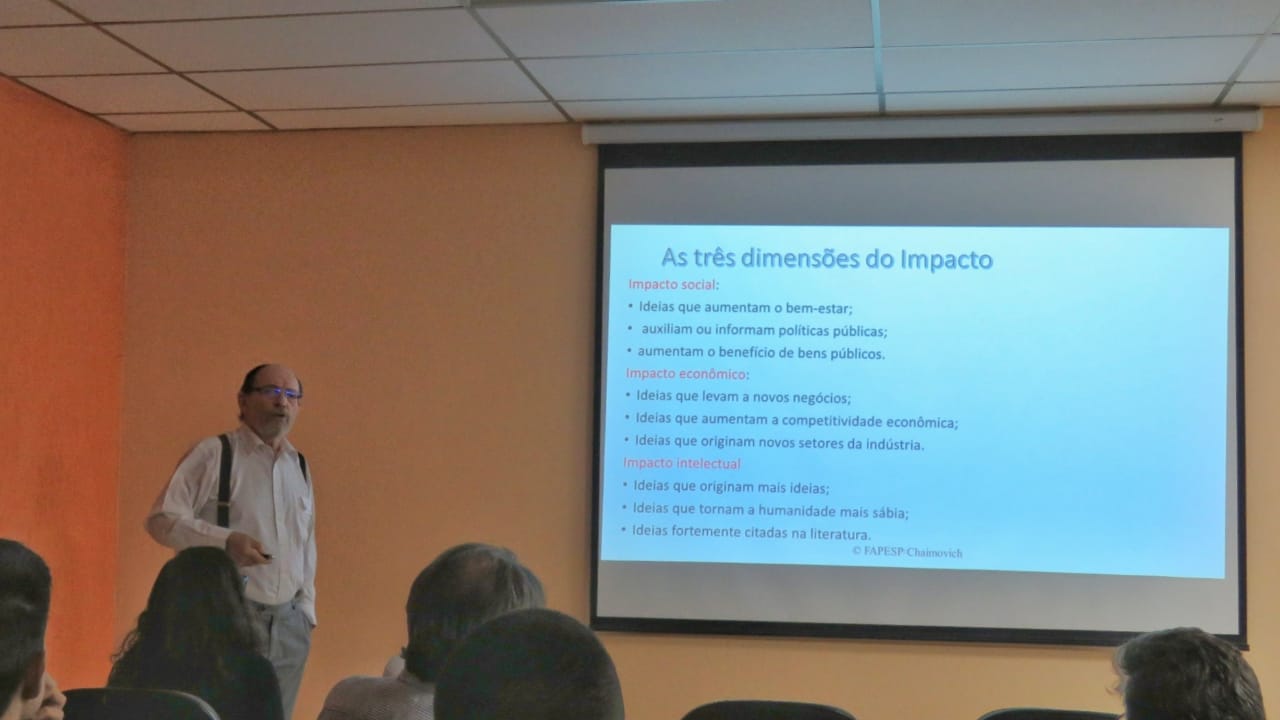 As três dimensões do Impacto
Impacto social:
• Ideias que aumentam o bem-estar;
• auxiliam ou informam políticas públicas;
• aumentam o benefício de bens públicos.
Impacto econômico:
• Ideias que levam a novos negócios;
• Ideias que aumentam a competitividade econômica;
• Ideias que originam novos setores da indústria.
Impacto intelectual
• Ideias que originam mais ideias;
• Ideias que tornam a humanidade mais sábia;
• Ideias fortemente citadas na literatura.
© FAPESP Chaimovich